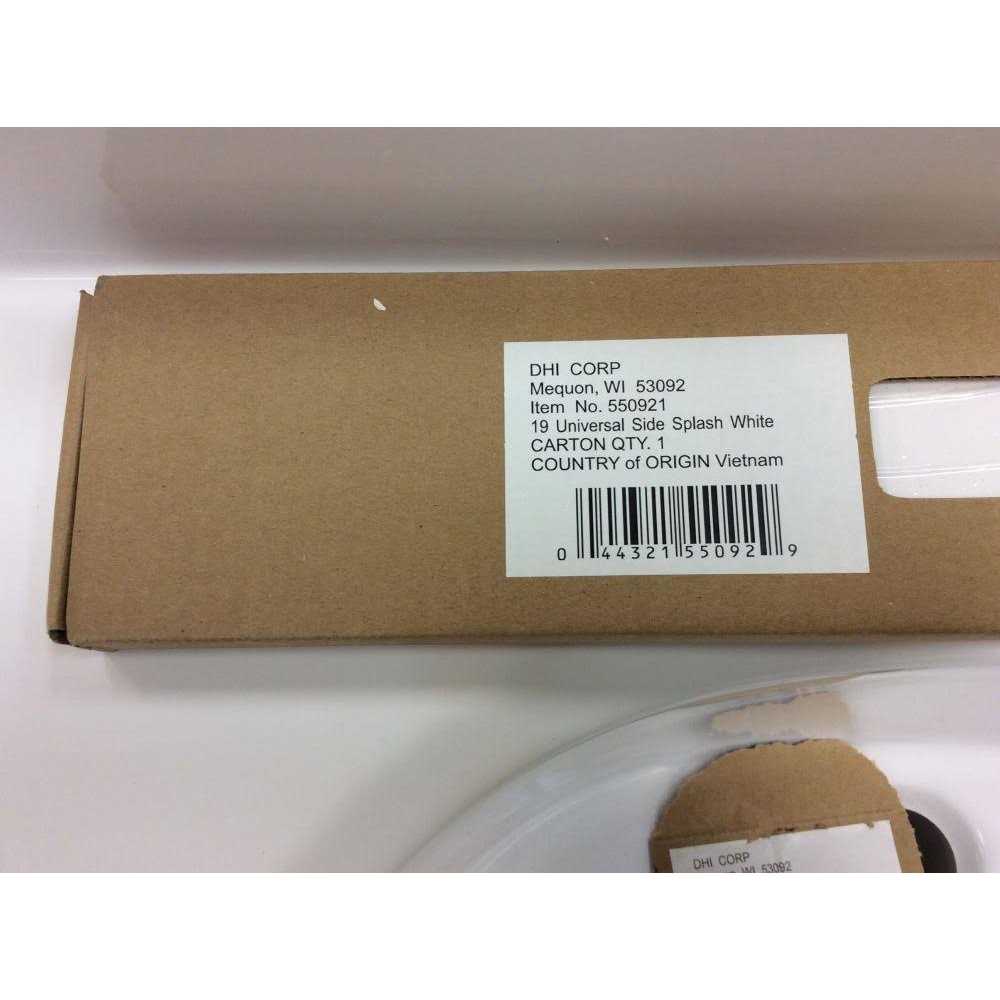 DHI CORP
Mequon, WI 53092
Item No. 550921
19 Universal Side Splash White
CARTON QTY. 1
COUNTRY of ORIGIN Vietnam
0 44321 55092 9
DHI CORP
WI 53092